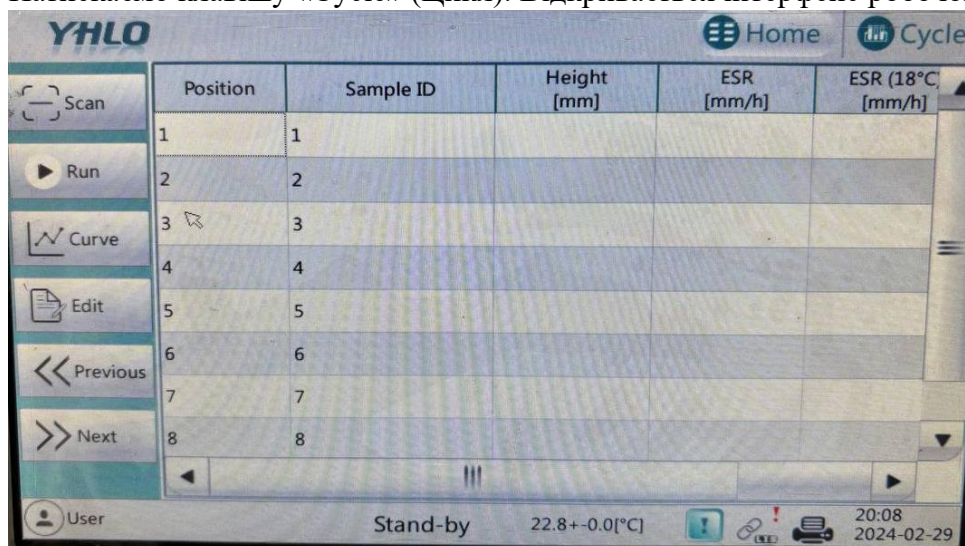 YHLO Home Cycle
Scan
Run
Curve
Edit
Previous
Next
Position Sample ID Height [mm] ESR [mm/h] ESR (18°C [mm/h]
1 1
2 2
3 3
4 4
5 5
6 6
7 7
8 8
User Stand-by 22.8+-0.0[°C] 20:08
2024-02-29